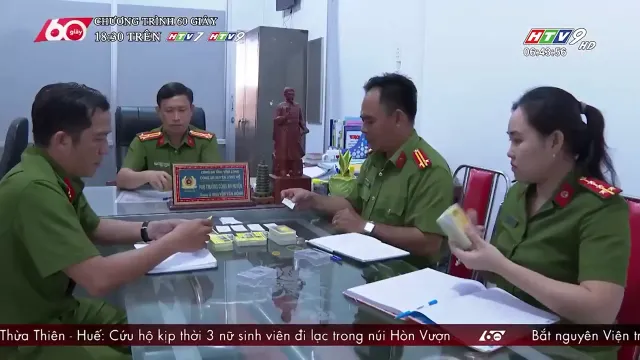 60 giây
CHƯƠNG TRÌNH 60 GIÂY
18:30 TRÊN HTV7 HTV9
HTV9 HD
06:43:56
PHÓ TRƯỞNG CÔNG AN HUYỆN
Thừa Thiên - Huế: Cứu hộ kịp thời 3 nữ sinh viên đi lạc trong núi Hòn Vượn 60 giây Bắt nguyên Viện tr